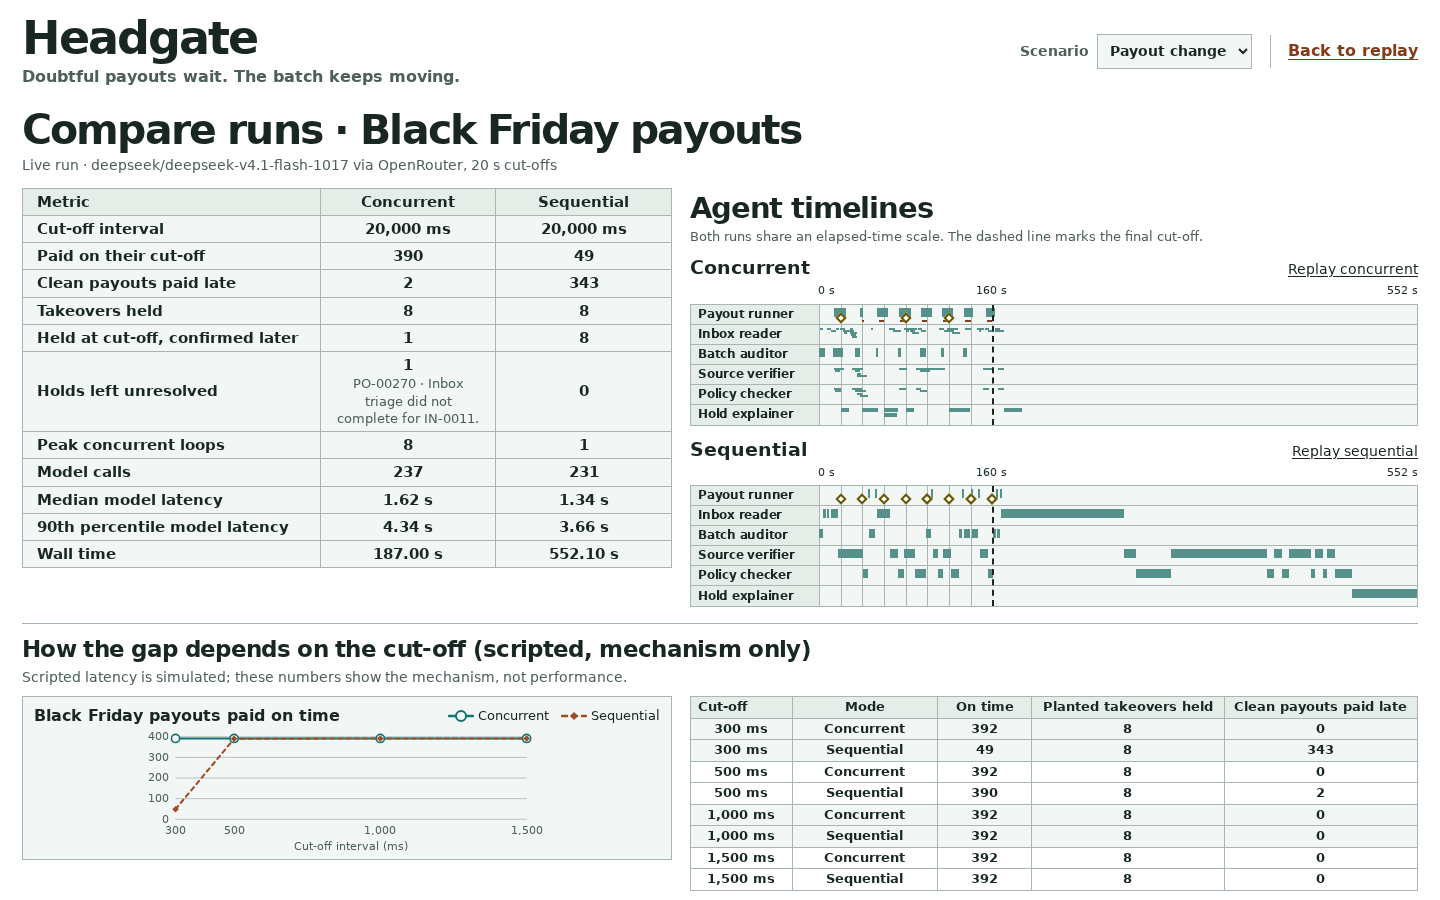 Headgate
Doubtful payouts wait. The batch keeps moving.
Scenario Payout change Back to replay
Compare runs · Black Friday payouts
Live run · deepseek/deepseek-v4.1-flash-1017 via OpenRouter, 20 s cut-offs
Metric Concurrent Sequential
Cut-off interval 20,000 ms 20,000 ms
Paid on their cut-off 390 49
Clean payouts paid late 2 343
Takeovers held 8 8
Held at cut-off, confirmed later 1 8
Holds left unresolved 1 0
PO-00270 · Inbox
triage did not
complete for IN-0011.
Peak concurrent loops 8 1
Model calls 237 231
Median model latency 1.62 s 1.34 s
90th percentile model latency 4.34 s 3.66 s
Wall time 187.00 s 552.10 s
Agent timelines
Both runs share an elapsed-time scale. The dashed line marks the final cut-off.
Concurrent Replay concurrent
0 s 160 s 552 s
Payout runner
Inbox reader
Batch auditor
Source verifier
Policy checker
Hold explainer
Sequential Replay sequential
0 s 160 s 552 s
Payout runner
Inbox reader
Batch auditor
Source verifier
Policy checker
Hold explainer
How the gap depends on the cut-off (scripted, mechanism only)
Scripted latency is simulated; these numbers show the mechanism, not performance.
Black Friday payouts paid on time Concurrent Sequential
400
300
200
100
0
300 500 1,000 1,500
Cut-off interval (ms)
Cut-off Mode On time Planted takeovers held Clean payouts paid late
300 ms Concurrent 392 8 0
300 ms Sequential 49 8 343
500 ms Concurrent 392 8 0
500 ms Sequential 390 8 2
1,000 ms Concurrent 392 8 0
1,000 ms Sequential 392 8 0
1,500 ms Concurrent 392 8 0
1,500 ms Sequential 392 8 0